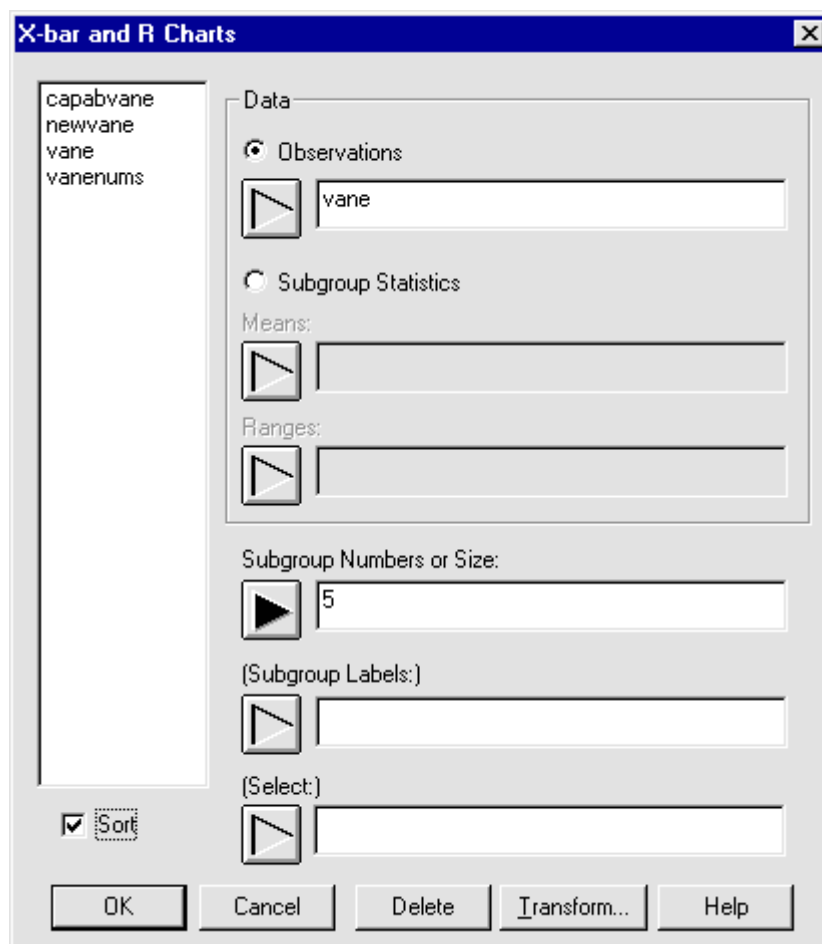 X-bar and R Charts
capabvane
newvane
vane
vanenums
Sort
Data
Observations
vane
Subgroup Statistics
Means:
Ranges:
Subgroup Numbers or Size:
5
(Subgroup Labels:)
(Select:)
OK
Cancel
Delete
Transform...
Help